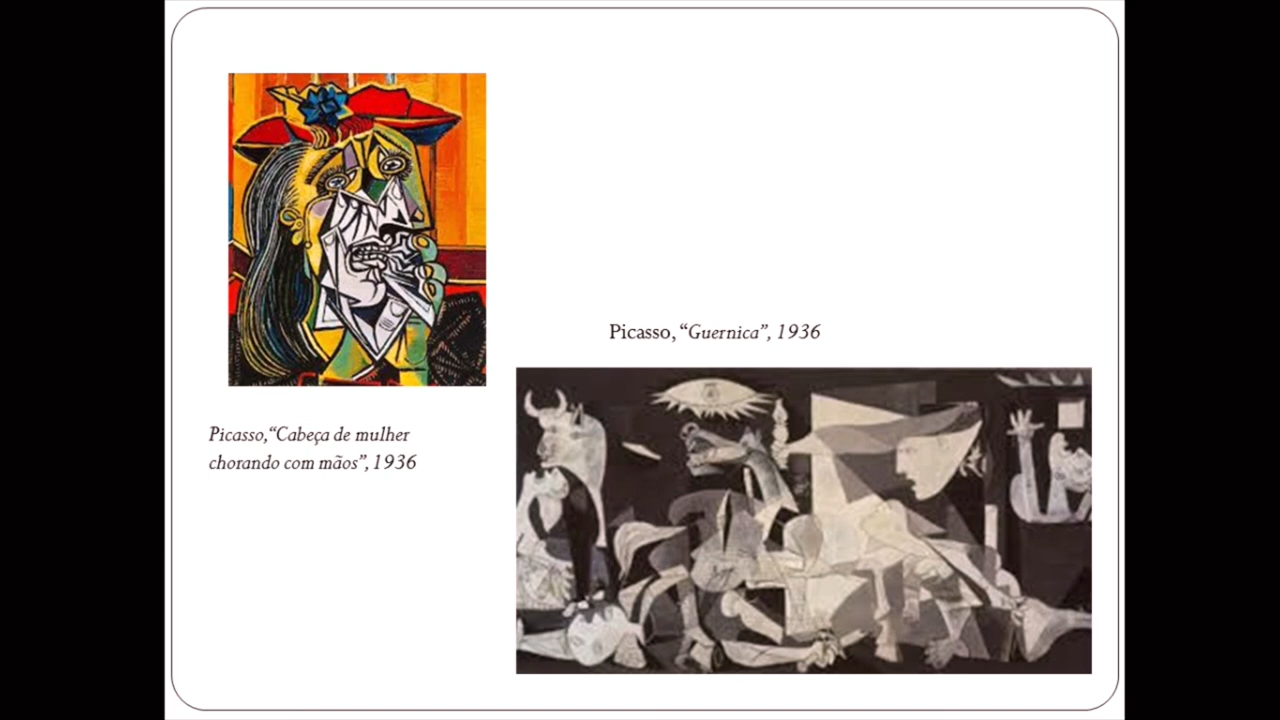 Picasso, “Guernica”, 1936
Picasso,“Cabeça de mulher
chorando com mãos”, 1936